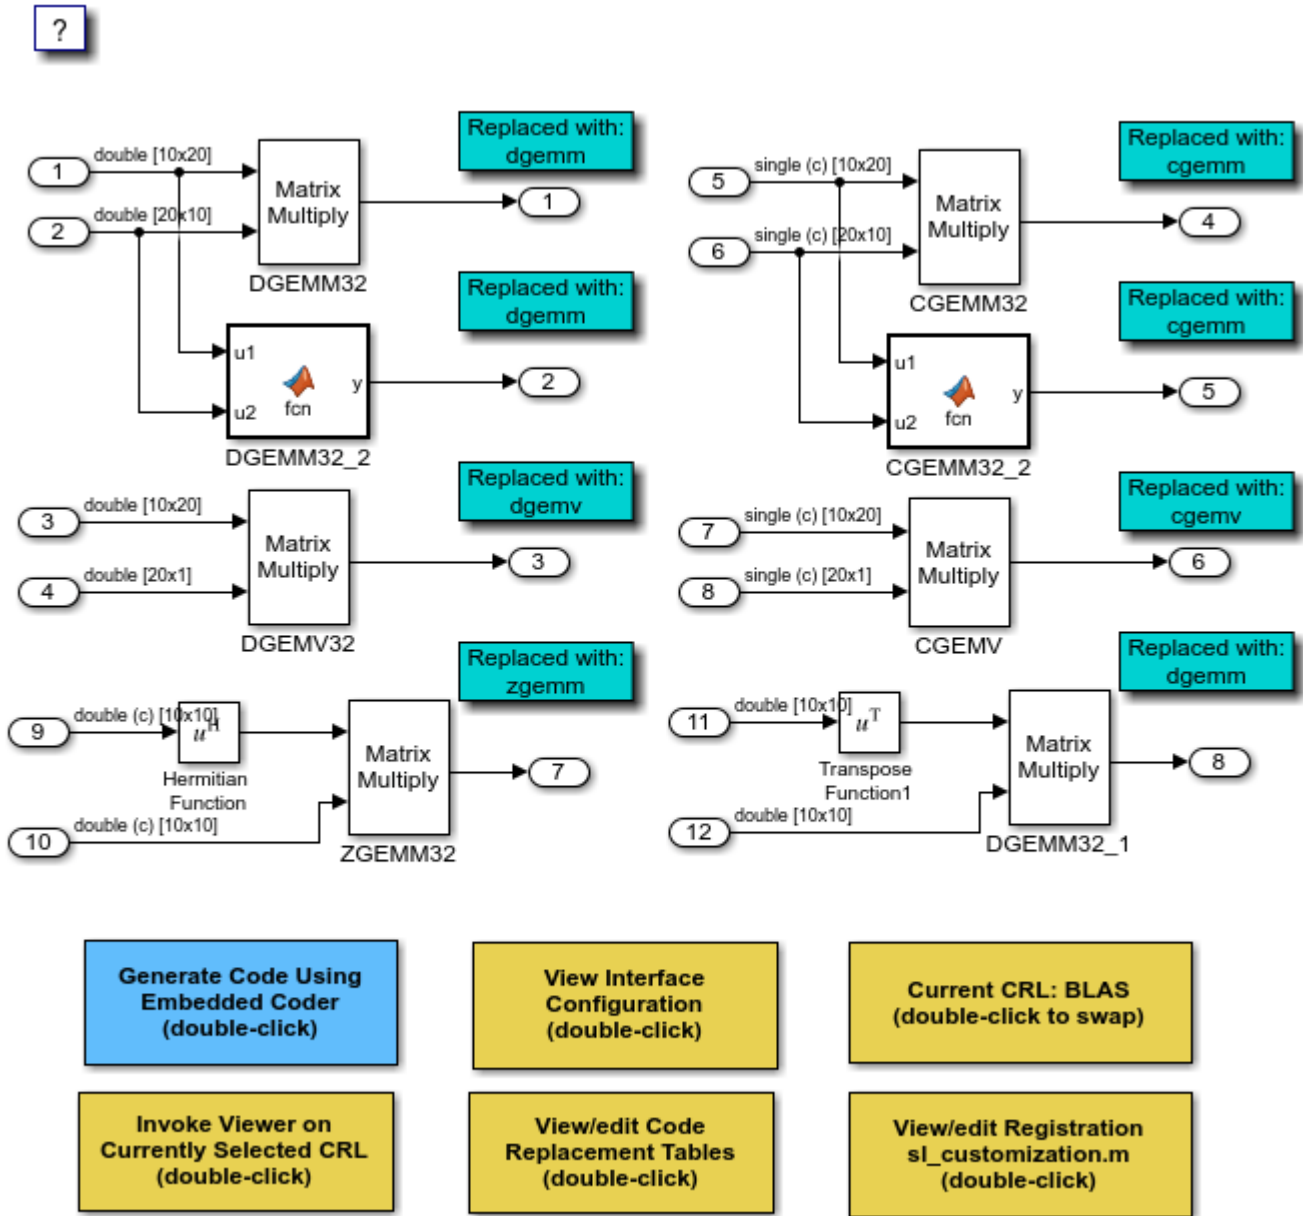 ?
double [10x20]
1
double [20x10]
2
Matrix
Multiply
DGEMM32
Replaced with:
dgemm
1
u1
u2
fcn
y
DGEMM32_2
Replaced with:
dgemm
2
double [10x20]
3
double [20x1]
4
Matrix
Multiply
DGEMV32
Replaced with:
dgemv
3
double (c) [10x10]
9
u^H
Hermitian
Function
double (c) [10x10]
10
Matrix
Multiply
ZGEMM32
Replaced with:
zgemm
7
single (c) [10x20]
5
single (c) [20x10]
6
Matrix
Multiply
CGEMM32
Replaced with:
cgemm
4
u1
u2
fcn
y
CGEMM32_2
Replaced with:
cgemm
5
single (c) [10x20]
7
single (c) [20x1]
8
Matrix
Multiply
CGEMV
Replaced with:
cgemv
6
double [10x10]
11
u^T
Transpose
Function1
double [10x10]
12
Matrix
Multiply
DGEMM32_1
Replaced with:
dgemm
8
Generate Code Using
Embedded Coder
(double-click)
View Interface
Configuration
(double-click)
Current CRL: BLAS
(double-click to swap)
Invoke Viewer on
Currently Selected CRL
(double-click)
View/edit Code
Replacement Tables
(double-click)
View/edit Registration
sl_customization.m
(double-click)